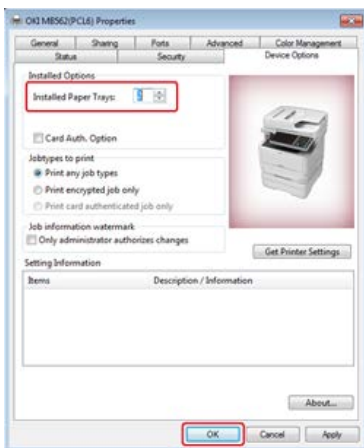 OKI MB562(PCL6) Properties
General Sharing Ports Advanced Color Management
Status Security Device Options
Installed Options
Installed Paper Trays:
Card Auth. Option
Jobtypes to print
Print any job types
Print encrypted job only
Print card authenticated job only
Job information watermark
Only administrator authorizes changes
Get Printer Settings
Setting Information
Items Description / Information
About...
OK Cancel Apply